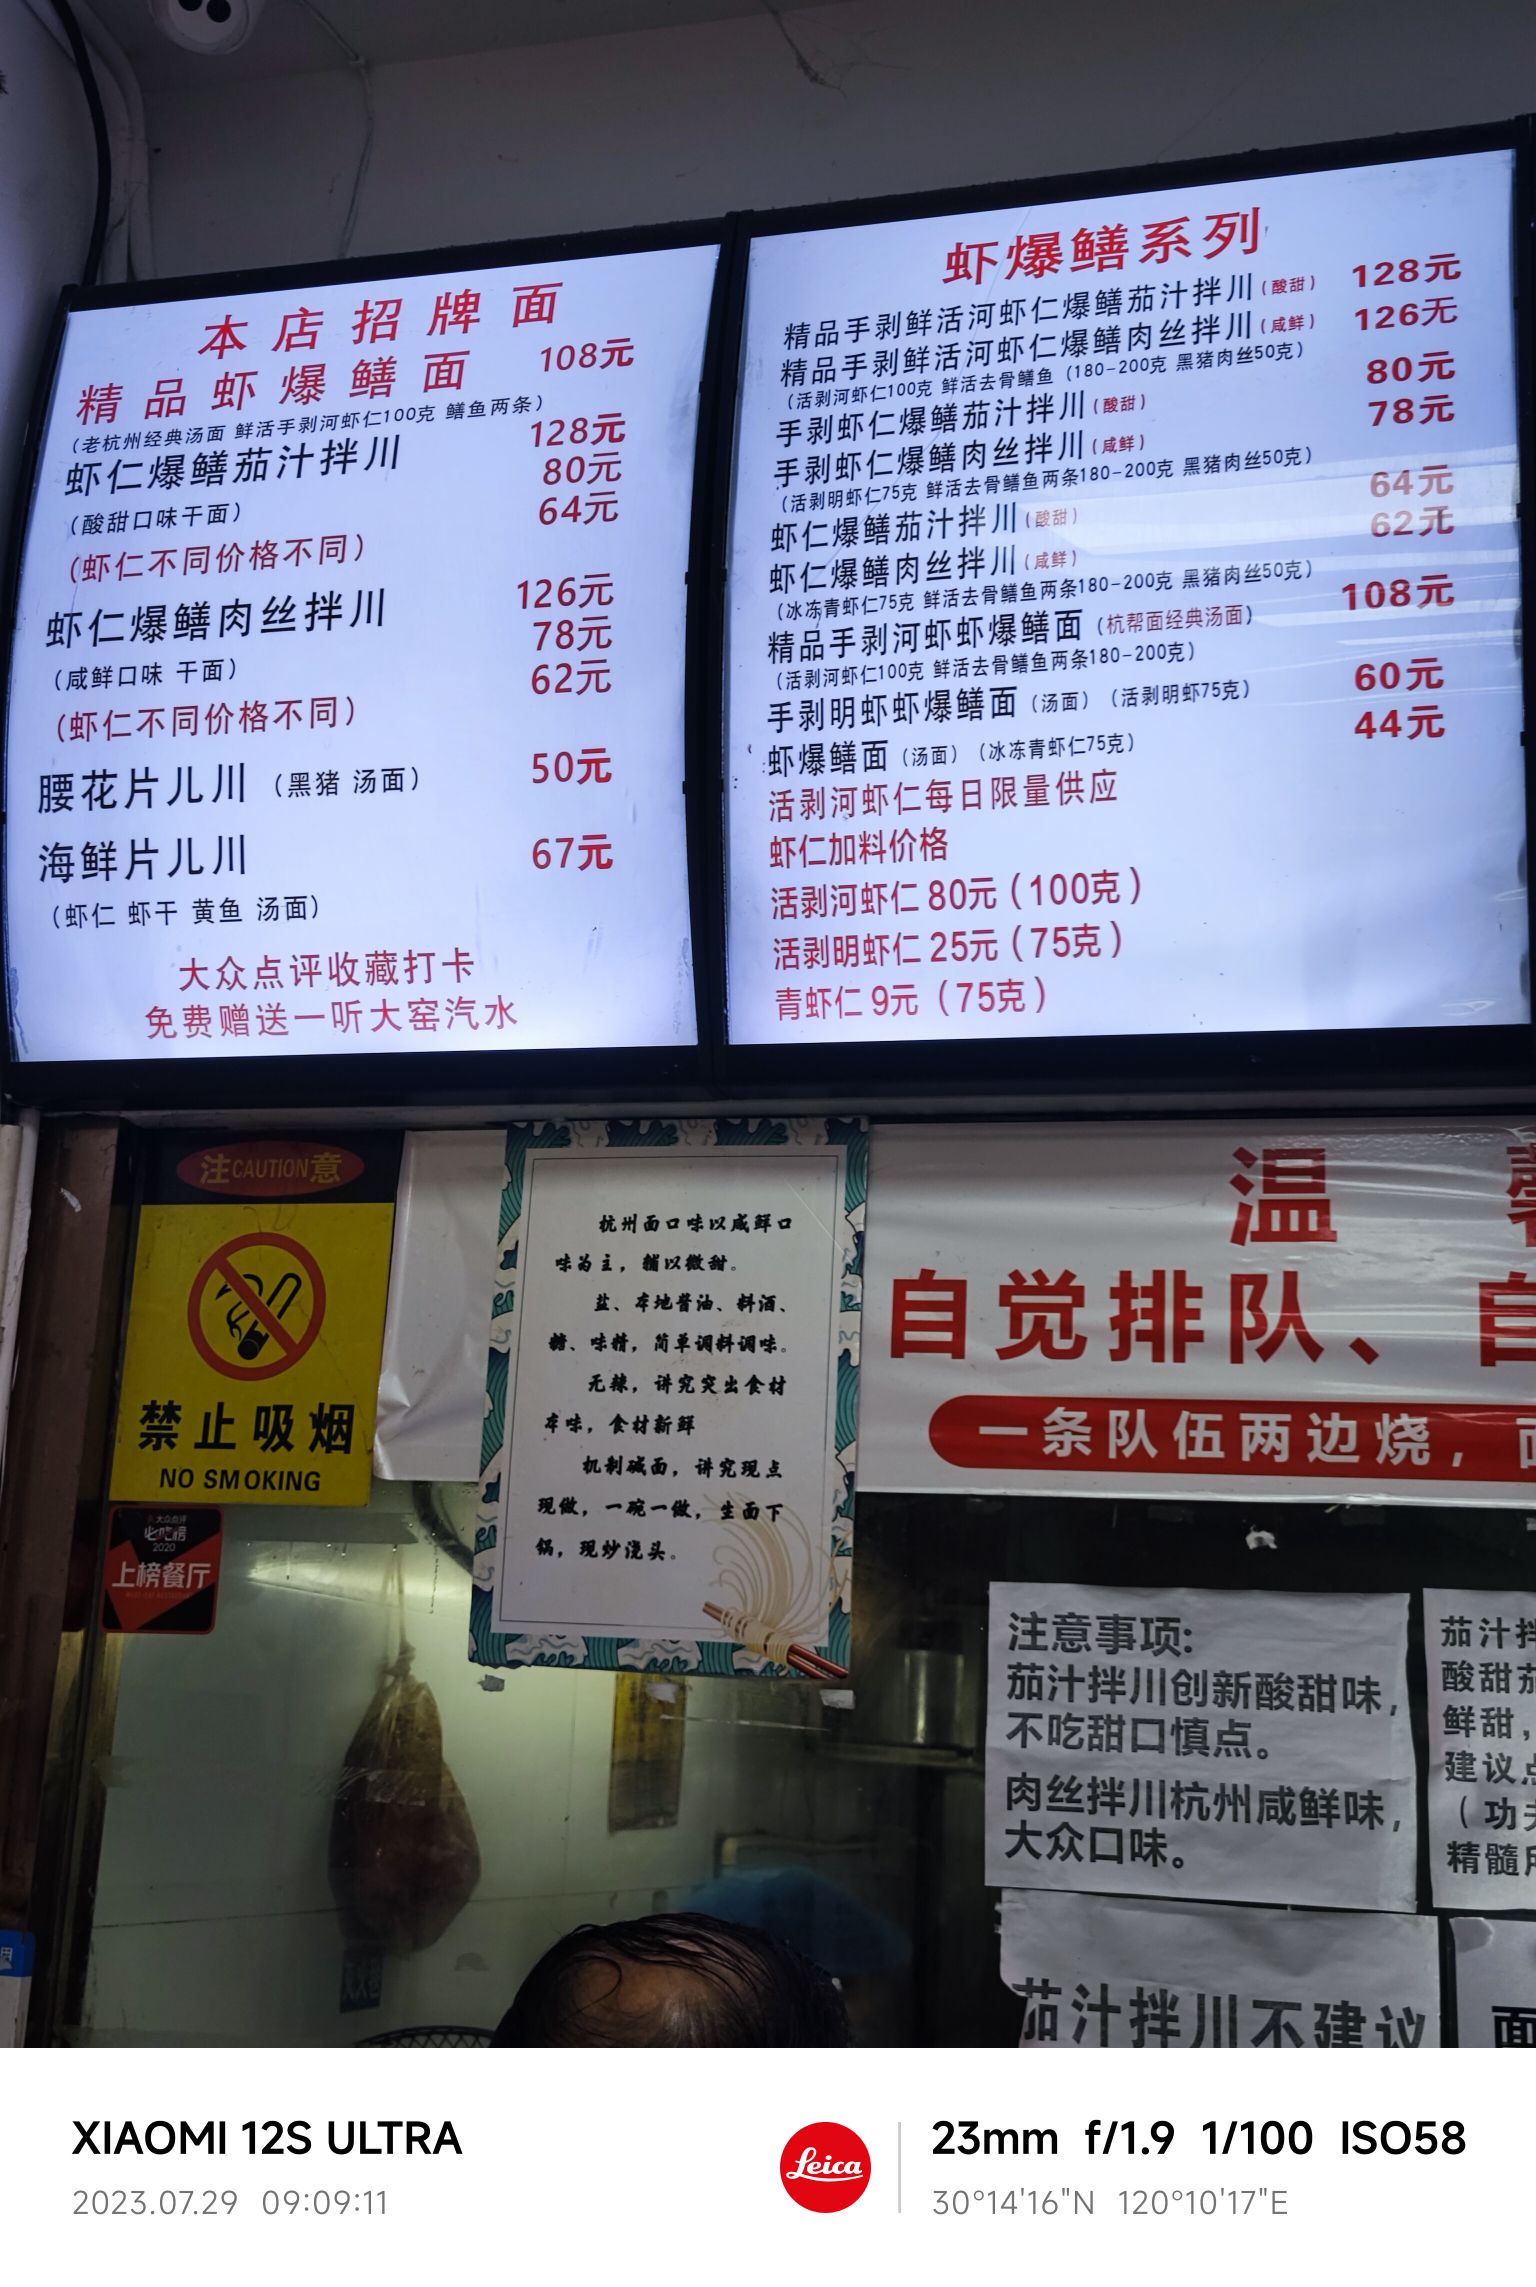 本店招牌面
精品虾爆鳝面 108元
（老杭州经典汤面 鲜活手剥河虾仁100克 鳝鱼两条）
虾仁爆鳝茄汁拌川 128元
80元
（酸甜口味干面） 64元
（虾仁不同价格不同）
虾仁爆鳝肉丝拌川 126元
78元
（咸鲜口味 干面） 62元
（虾仁不同价格不同）
腰花片儿川（黑猪 汤面） 50元
海鲜片儿川 67元
（虾仁 虾干 黄鱼 汤面）
大众点评收藏打卡
免费赠送一听大窑汽水
虾爆鳝系列
精品手剥鲜活河虾仁爆鳝茄汁拌川（酸甜） 128元
精品手剥鲜活河虾仁爆鳝肉丝拌川（咸鲜） 126无
（活剥河虾仁100克 鲜活去骨鳝鱼（180-200克 黑猪肉丝50克）
手剥虾仁爆鳝茄汁拌川（酸甜） 80元
手剥虾仁爆鳝肉丝拌川（咸鲜） 78元
（活剥明虾仁75克 鲜活去骨鳝鱼两条180-200克 黑猪肉丝50克）
虾仁爆鳝茄汁拌川（酸甜） 64元
虾仁爆鳝肉丝拌川（咸鲜） 62元
（冰冻青虾仁75克 鲜活去骨鳝鱼两条180-200克 黑猪肉丝50克）
精品手剥河虾虾爆鳝面（杭帮面经典汤面） 108元
（活剥河虾仁100克 鲜活去骨鳝鱼两条180-200克）
手剥明虾虾爆鳝面（汤面）（活剥明虾75克） 60元
虾爆鳝面（汤面）（冰冻青虾仁75克） 44元
活剥河虾仁每日限量供应
虾仁加料价格
活剥河虾仁 80元（100克）
活剥明虾仁 25元（75克）
青虾仁 9元（75克）
注CAUTION意
禁止吸烟
NO SMOKING
大众点评
必吃榜
2020
上榜餐厅
杭州面口味以咸鲜口
味为主，辅以微甜。
盐、本地酱油、料酒、
糖、味精，简单调料调味。
无辣，讲究突出食材
本味，食材新鲜
机制碱面，讲究现点
现做，一碗一做，生面下
锅，现炒浇头。
温
自觉排队、自
一条队伍两边烧，面
注意事项:
茄汁拌川创新酸甜味，
不吃甜口慎点。
肉丝拌川杭州咸鲜味，
大众口味。
茄汁拌
酸甜茄
鲜甜，
建议点
（功夫
精髓所
茄汁拌川不建议
面
XIAOMI 12S ULTRA
2023.07.29 09:09:11
Leica
23mm f/1.9 1/100 ISO58
30°14'16"N 120°10'17"E